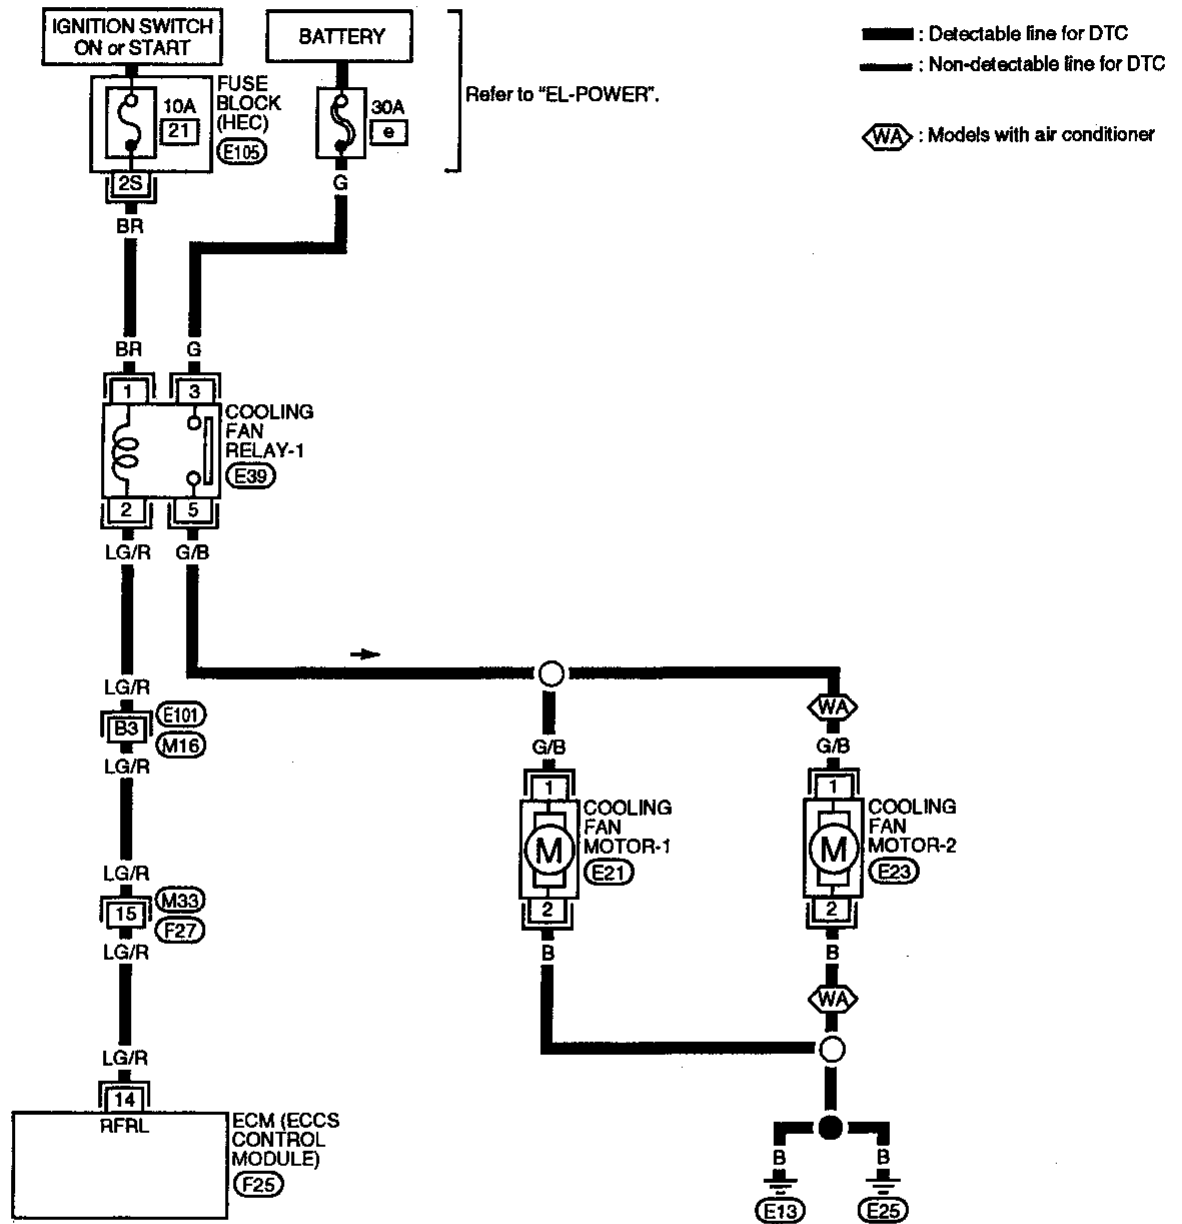 IGNITION SWITCH
ON or START
BATTERY
FUSE
BLOCK
(HEC)
E105
10A
21
30A
e
Refer to "EL-POWER".
: Detectable line for DTC
: Non-detectable line for DTC
WA : Models with air conditioner
2S
G
BR
BR
G
1
3
COOLING
FAN
RELAY-1
E39
2
5
LG/R
G/B
LG/R
B3
E101
M16
LG/R
WA
G/B
G/B
1
1
COOLING
FAN
MOTOR-1
E21
M
COOLING
FAN
MOTOR-2
E23
M
2
2
LG/R
15
M33
F27
LG/R
B
B
WA
LG/R
14
RFRL
ECM (ECCS
CONTROL
MODULE)
F25
B
B
E13
E25